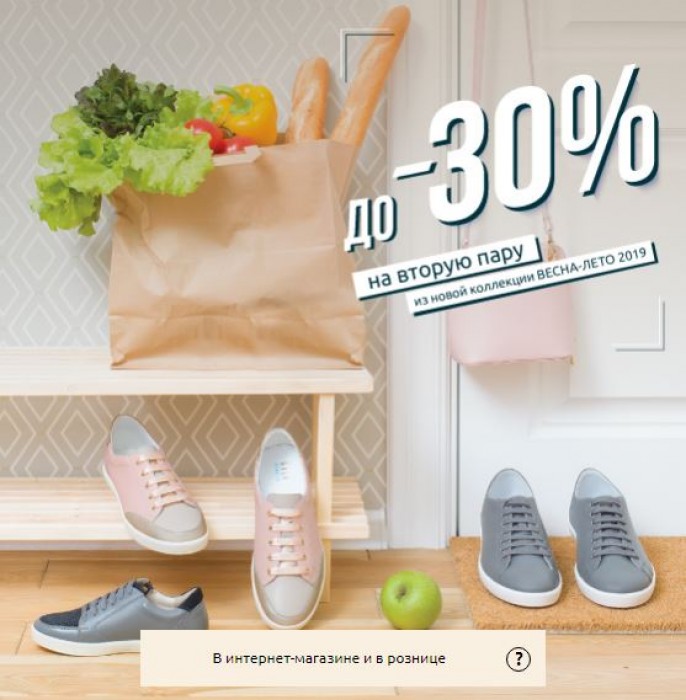 до -30%
на вторую пару
из новой коллекции ВЕСНА-ЛЕТО 2019
В интернет-магазине и в рознице ?